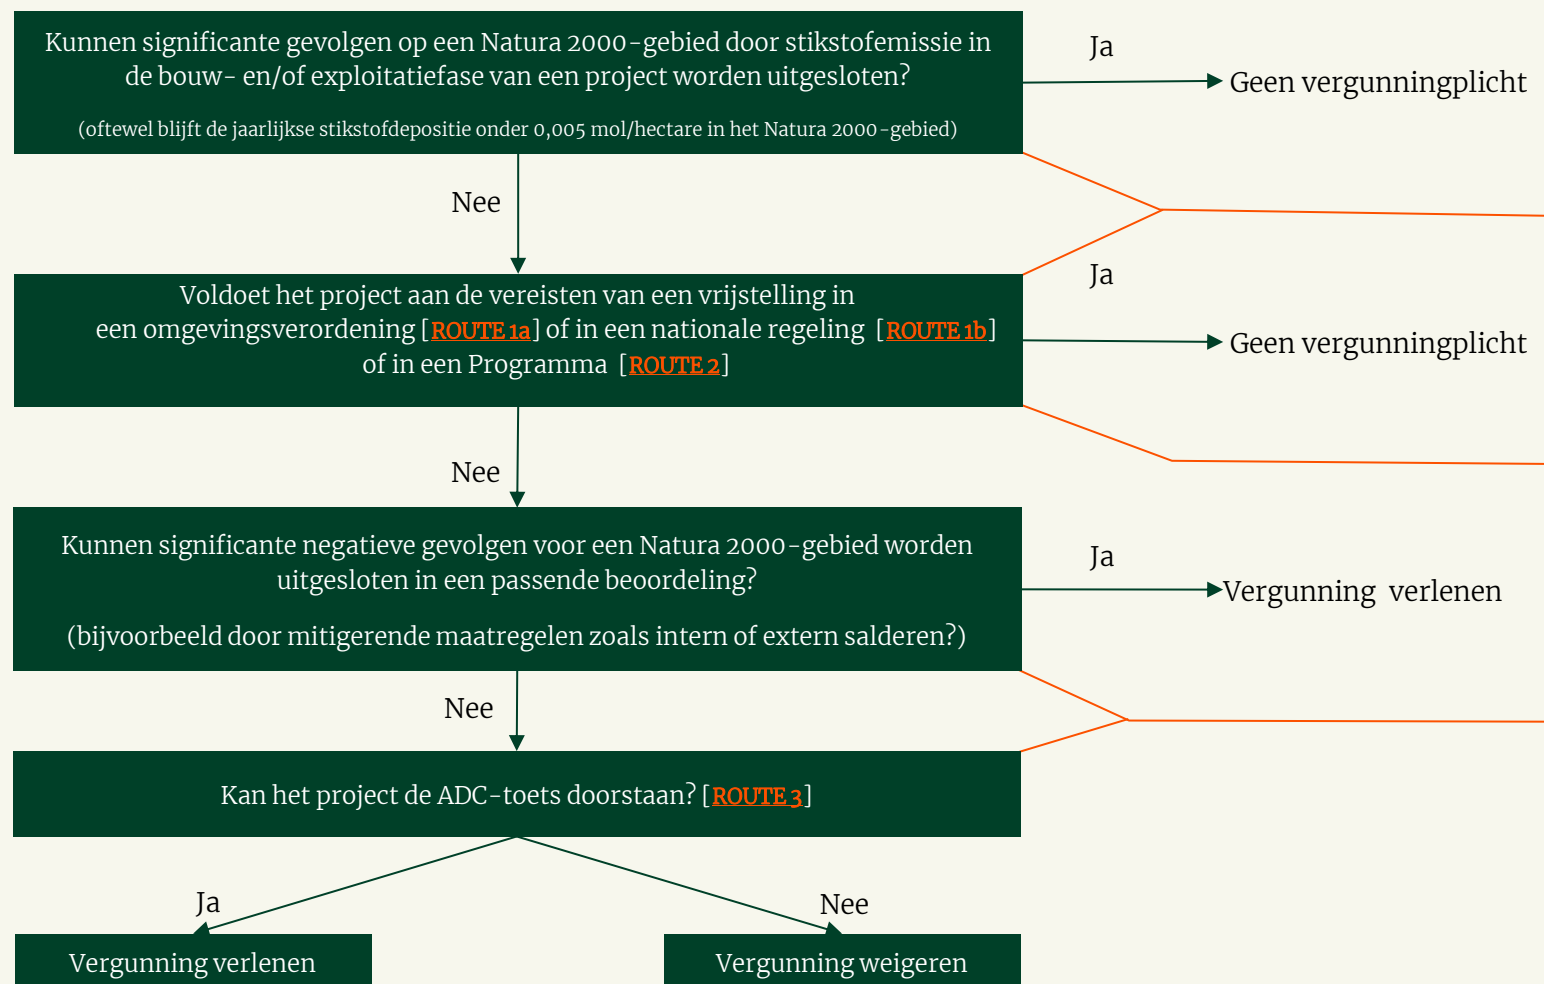 Kunnen significante gevolgen op een Natura 2000-gebied door stikstofemissie in
de bouw- en/of exploitatiefase van een project worden uitgesloten?
(oftewel blijft de jaarlijkse stikstofdepositie onder 0,005 mol/hectare in het Natura 2000-gebied)
Ja
Geen vergunningplicht
Nee
Voldoet het project aan de vereisten van een vrijstelling in
een omgevingsverordening [ROUTE 1a] of in een nationale regeling [ROUTE 1b]
of in een Programma [ROUTE 2]
Ja
Geen vergunningplicht
Nee
Kunnen significante negatieve gevolgen voor een Natura 2000-gebied worden
uitgesloten in een passende beoordeling?
(bijvoorbeeld door mitigerende maatregelen zoals intern of extern salderen?)
Ja
Vergunning verlenen
Nee
Kan het project de ADC-toets doorstaan? [ROUTE 3]
Ja
Nee
Vergunning verlenen
Vergunning weigeren